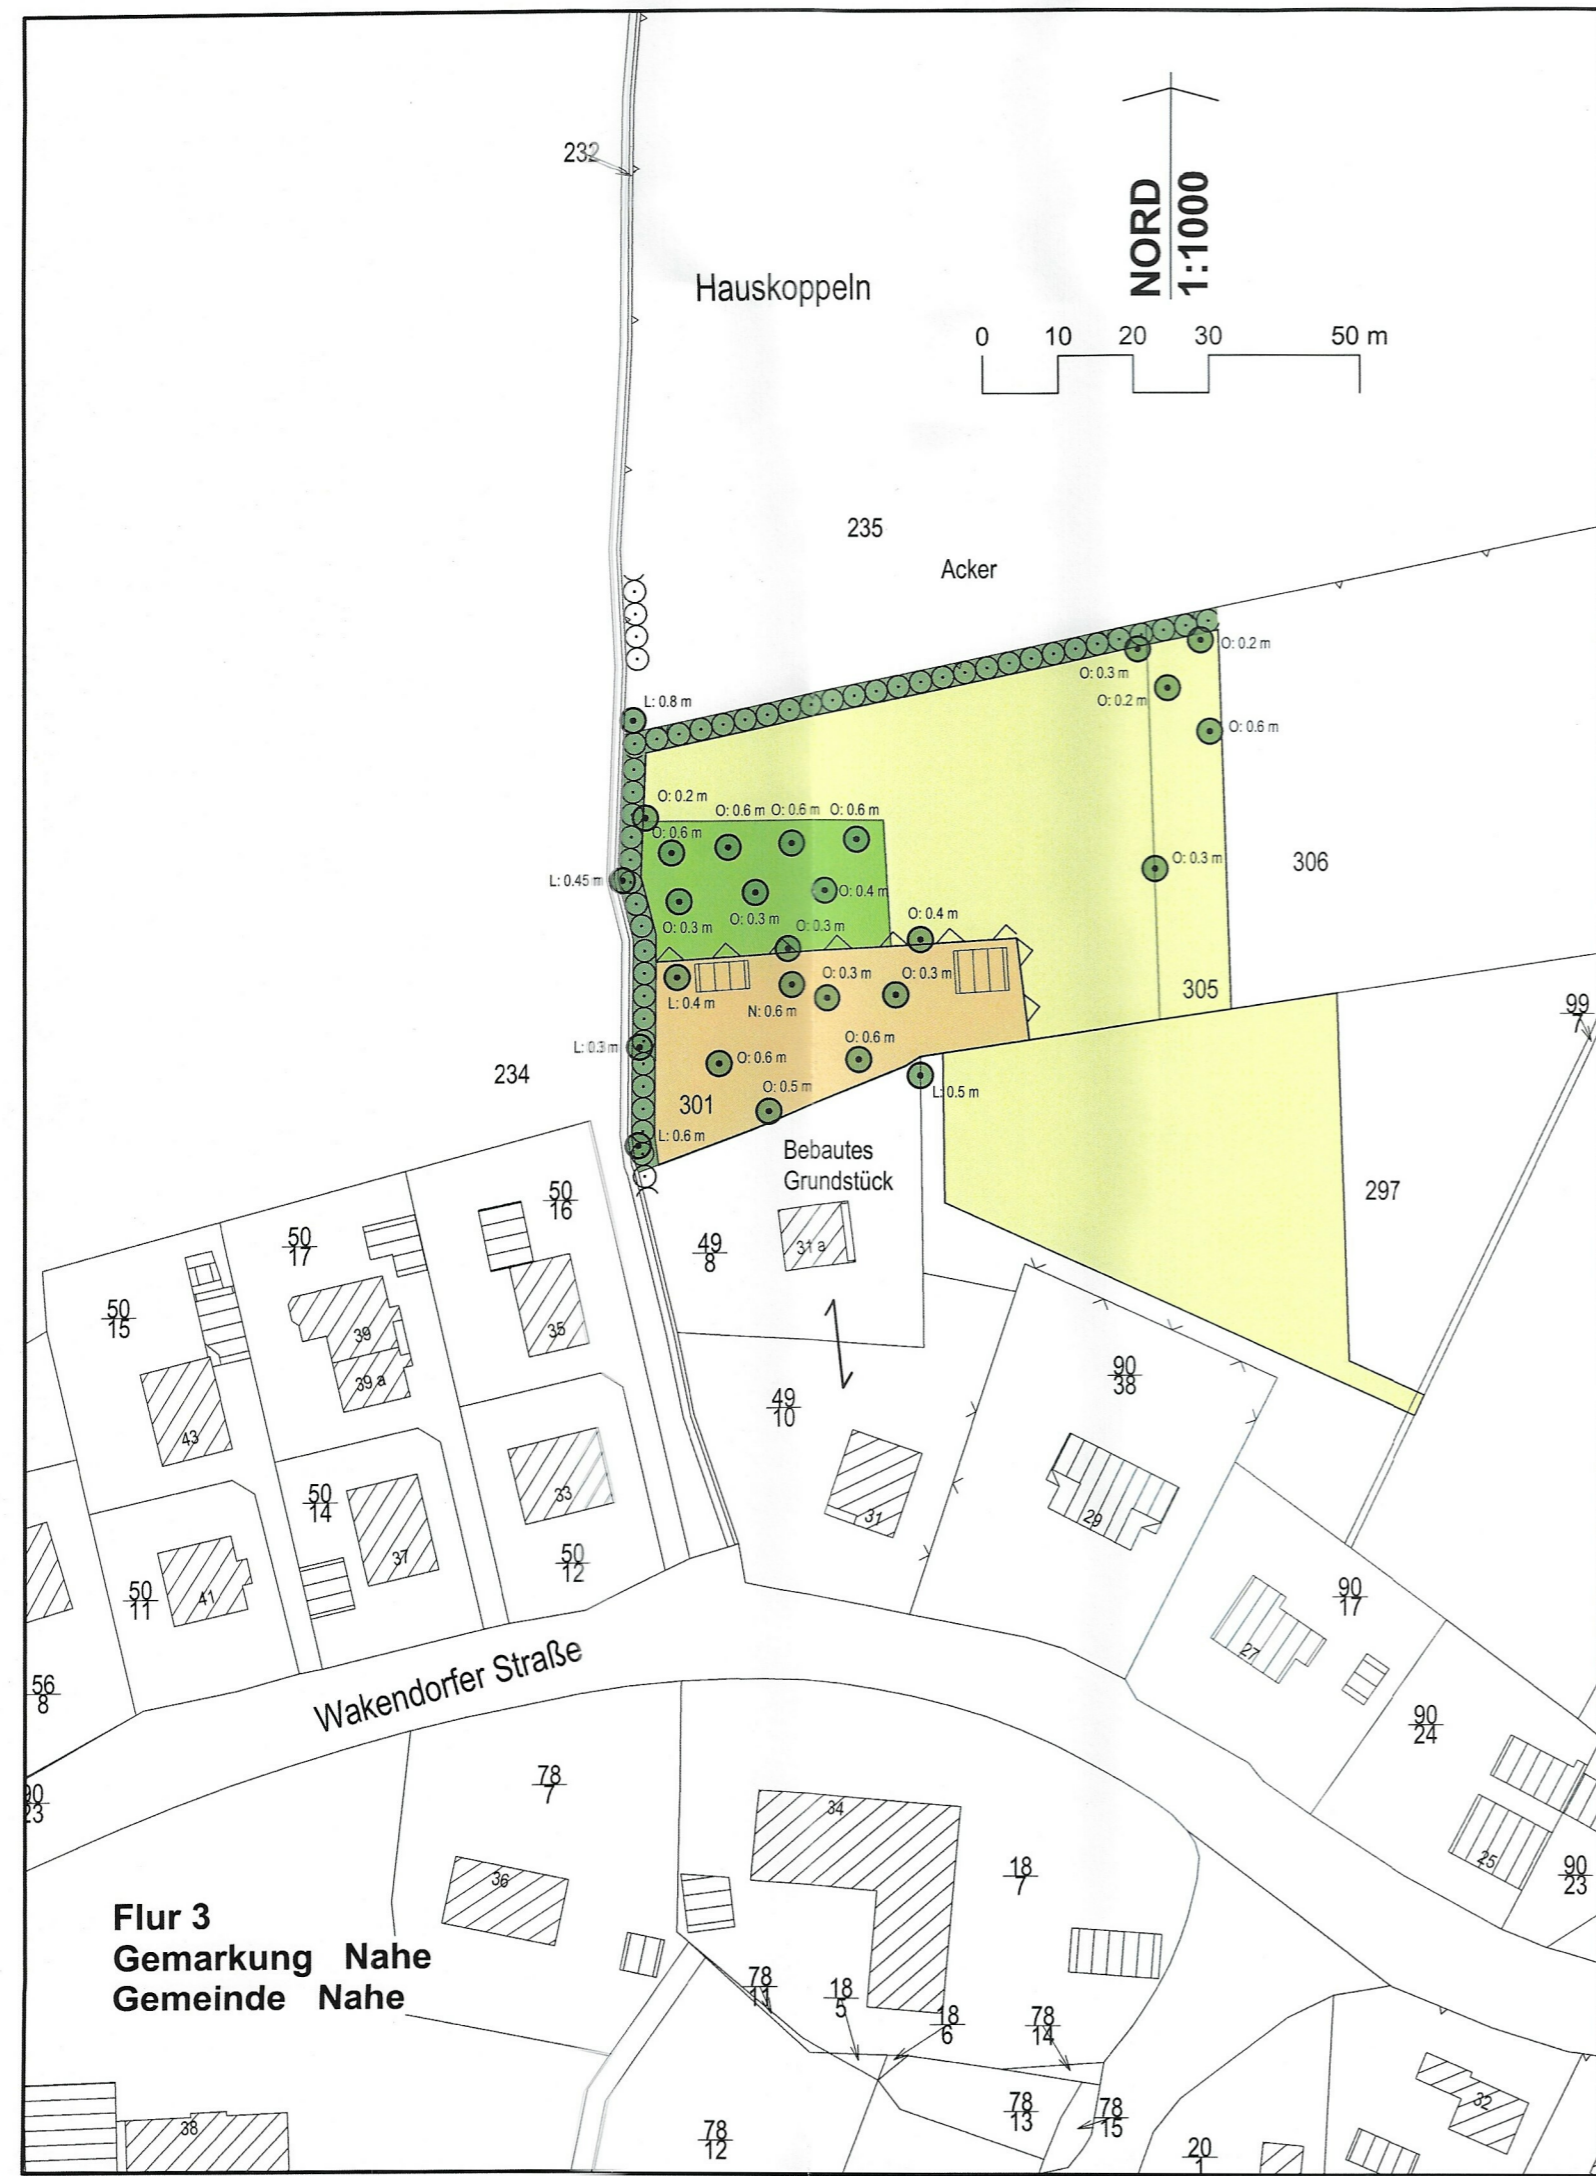 232
NORD
1:1000
Hauskoppeln
0 10 20 30 50 m
235
Acker
O: 0.2 m
O: 0.3 m
O: 0.2 m
L: 0.8 m
O: 0.6 m
O: 0.2 m
O: 0.6 m O: 0.6 m O: 0.6 m
O: 0.6 m
O: 0.3 m
306
L: 0.45 m
O: 0.4 m
O: 0.3 m
O: 0.3 m
O: 0.3 m
O: 0.4 m
O: 0.3 m
O: 0.3 m
305
L: 0.4 m
N: 0.6 m
99
7
L: 0.3 m
O: 0.6 m
O: 0.6 m
234
O: 0.5 m
L: 0.5 m
301
L: 0.6 m
Bebautes
Grundstück
297
50
16
50
17
49
8
31 a
50
15
39
35
39 a
90
38
49
10
43
50
14
33
31
29
37
50
12
50
11
41
90
17
27
Wakendorfer Straße
56
8
90
24
78
7
90
23
34
25
36
18
7
90
23
Flur 3
Gemarkung Nahe
Gemeinde Nahe
78
11
18
5
18
6
78
14
78
13
78
15
32
38
78
12
20
1